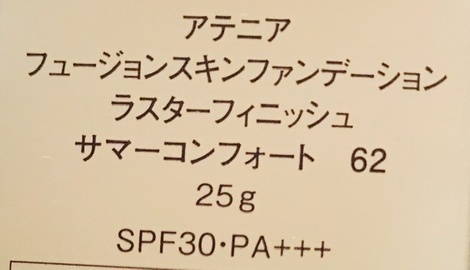 アテニア
フュージョンスキンファンデーション
ラスターフィニッシュ
サマーコンフォート　62
25g
SPF30・PA+++